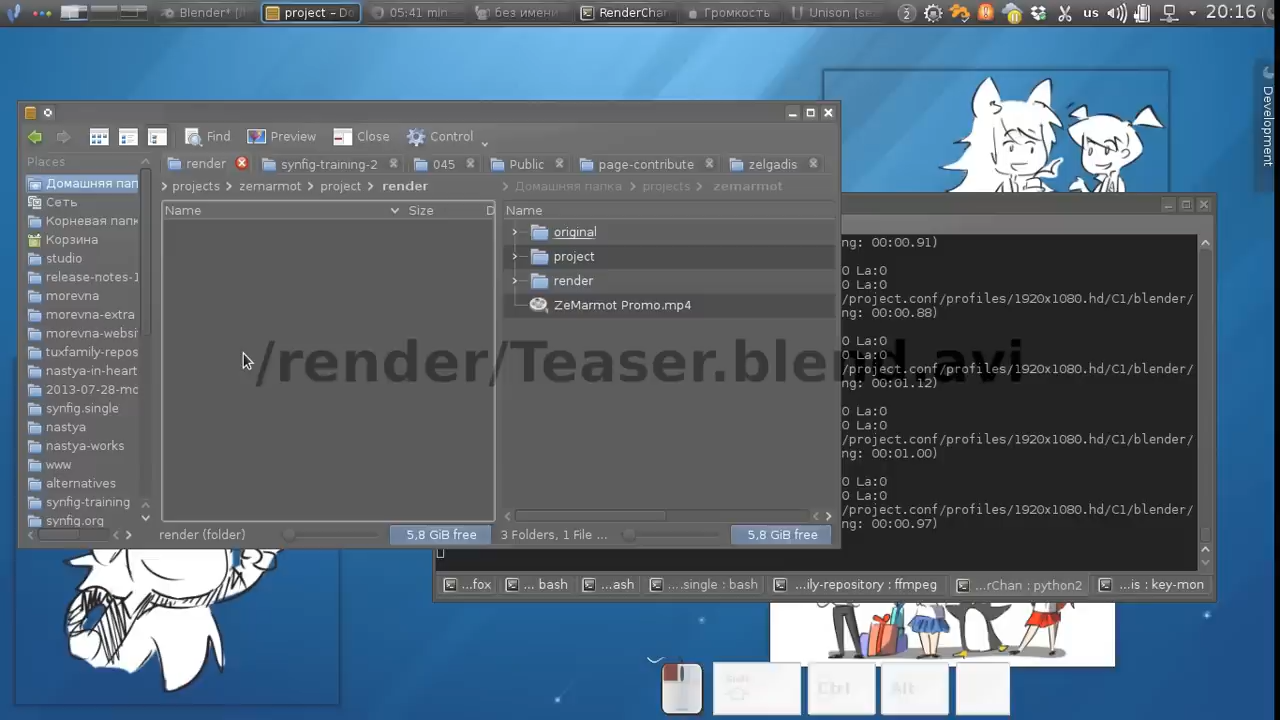 Blender* (
project – Do
05:41 min
без имени
RenderChan
Громкость
Unison [sea
2
us
20:16
Development
Find
Preview
Close
Control
Places
render
synfig-training-2
045
Public
page-contribute
zelgadis
projects
zemarmot
project
render
Домашняя папка
projects
zemarmot
Домашняя пап
Сеть
Корневая папк
Корзина
studio
release-notes-1
morevna
morevna-extra
morevna-websi
tuxfamily-repos
nastya-in-heart
2013-07-28-mo
synfig.single
nastya
nastya-works
www
alternatives
synfig-training
synfig.org
Name
Size
D
Name
original
project
render
ZeMarmot Promo.mp4
/render/Teaser.blend.avi
render (folder)
5,8 GiB free
3 Folders, 1 File ...
5,8 GiB free
ng: 00:00.91)
0 La:0
0 La:0
/project.conf/profiles/1920x1080.hd/C1/blender/
ng: 00:00.88)
0 La:0
0 La:0
/project.conf/profiles/1920x1080.hd/C1/blender/
ng: 00:01.12)
0 La:0
0 La:0
/project.conf/profiles/1920x1080.hd/C1/blender/
ng: 00:01.00)
0 La:0
0 La:0
/project.conf/profiles/1920x1080.hd/C1/blender/
ng: 00:00.97)
...fox
... bash
...ash
....single : bash
...ily-repository : ffmpeg
...rChan : python2
...is : key-mon
Shift
Ctrl
Alt